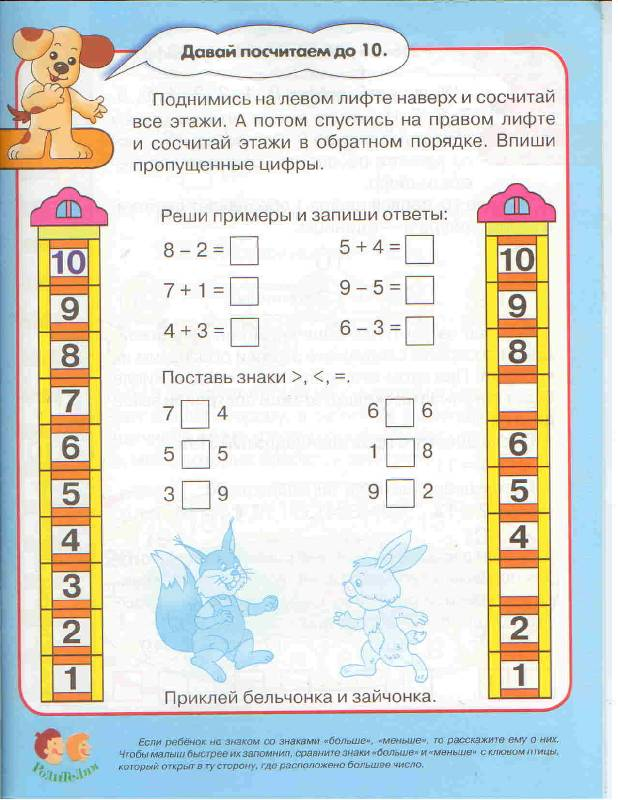 Давай посчитаем до 10.
Поднимись на левом лифте наверх и сосчитай
все этажи. А потом спустись на правом лифте
и сосчитай этажи в обратном порядке. Впиши
пропущенные цифры.
10
9
8
7
6
5
4
3
2
1
Реши примеры и запиши ответы:
8 – 2 =
5 + 4 =
7 + 1 =
9 – 5 =
4 + 3 =
6 – 3 =
Поставь знаки >, <, =.
7 4
6 6
5 5
1 8
3 9
9 2
10
9
8
6
5
4
2
1
Приклей бельчонка и зайчонка.
Если ребёнок не знаком со знаками «больше», «меньше», то расскажите ему о них.
Чтобы малыш быстрее их запомнил, сравните знаки «больше» и «меньше» с клювом птицы,
который открыт в ту сторону, где расположено большее число.